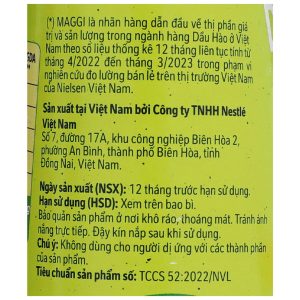 (*) MAGGI là nhãn hàng dẫn đầu về thị phần giá
trị và sản lượng trong ngành hàng Dầu Hào ở Việt
Nam theo số liệu thống kê 12 tháng liên tục tính từ
tháng 4/2022 đến tháng 3/2023 trong phạm vi
nghiên cứu đo lường bán lẻ trên thị trường Việt Nam
của Nielsen Việt Nam.
Sản xuất tại Việt Nam bởi Công ty TNHH Nestlé
Việt Nam
Số 7, đường 17A, khu công nghiệp Biên Hòa 2,
phường An Bình, thành phố Biên Hòa, tỉnh
Đồng Nai, Việt Nam.
Ngày sản xuất (NSX): 12 tháng trước hạn sử dụng.
Hạn sử dụng (HSD): Xem trên bao bì.
Bảo quản sản phẩm ở nơi khô ráo, thoáng mát. Tránh ánh
nắng trực tiếp. Đậy kín nắp sau khi sử dụng.
Chú ý: Không dùng cho người dị ứng với các thành phần
của sản phẩm.
Tiêu chuẩn sản phẩm số: TCCS 52:2022/NVL